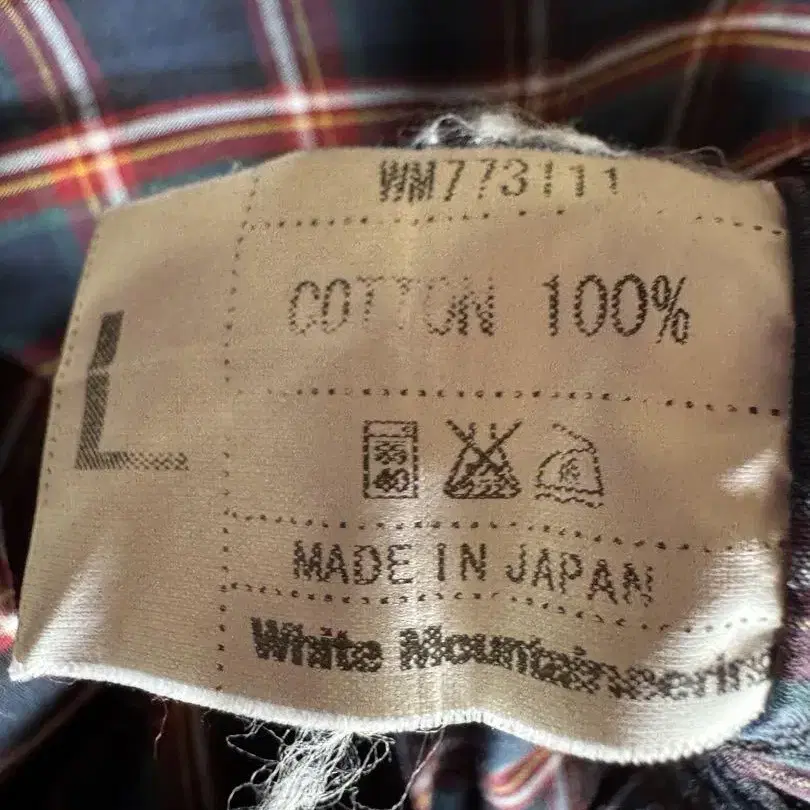 WM773111
L
COTTON 100%
MADE IN JAPAN
White Mountaineering